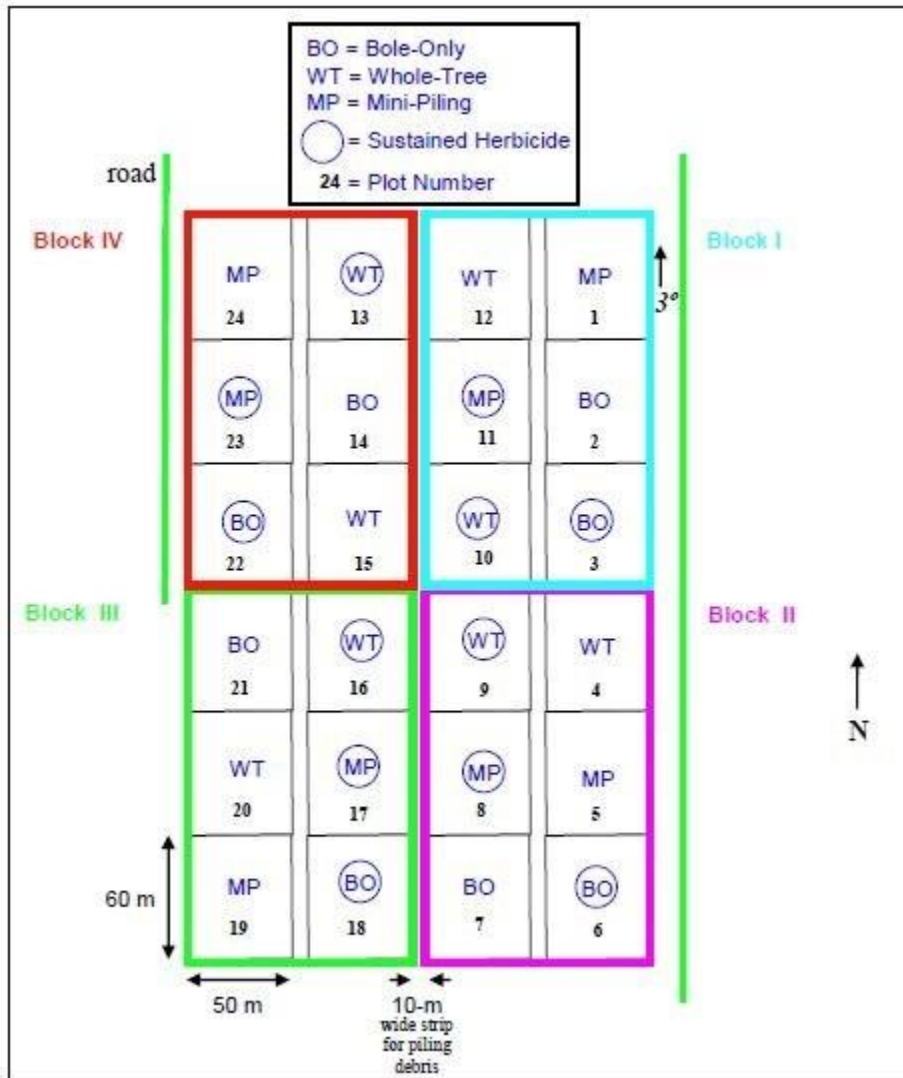 BO = Bole-Only
WT = Whole-Tree
MP = Mini-Piling
= Sustained Herbicide
24 = Plot Number
road
Block IV
Block I
MP
WT
WT
MP
3°
24
13
12
1
MP
BO
MP
BO
23
14
11
2
BO
WT
WT
BO
22
15
10
3
Block III
Block II
BO
WT
WT
WT
21
16
9
4
N
WT
MP
MP
MP
20
17
8
5
MP
BO
BO
BO
60 m
19
18
7
6
50 m
10-m
wide strip
for piling
debris